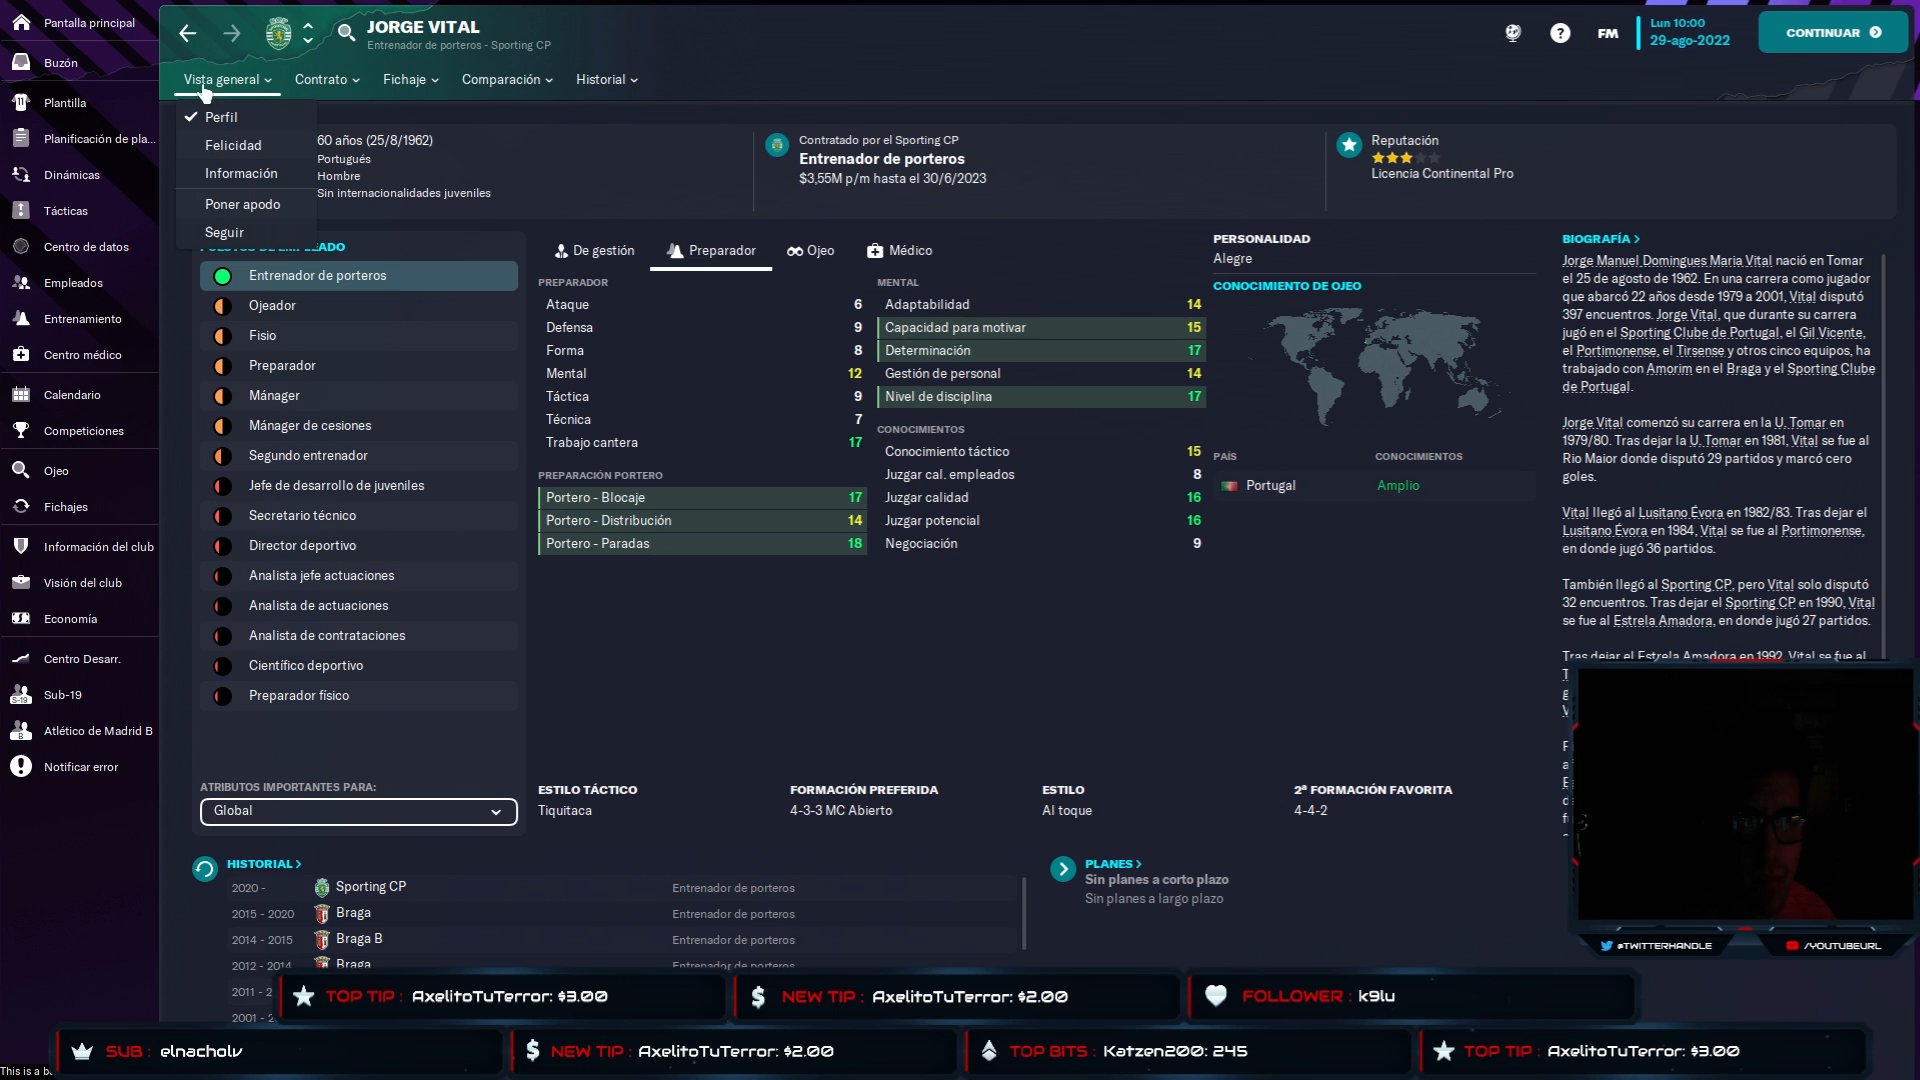 Pantalla principal
Buzón
Plantilla
Planificación de pla...
Dinámicas
Tácticas
Centro de datos
Empleados
Entrenamiento
Centro médico
Calendario
Competiciones
Ojeo
Fichajes
Información del club
Visión del club
Economía
Centro Desarr.
Sub-19
Atlético de Madrid B
Notificar error
JORGE VITAL
Entrenador de porteros - Sporting CP
FM
Lun 10:00
29-ago-2022
CONTINUAR
Vista general
Contrato
Fichaje
Comparación
Historial
Perfil
Felicidad
Información
Poner apodo
Seguir
60 años (25/8/1962)
Portugués
Hombre
Sin internacionalidades juveniles
Contratado por el Sporting CP
Entrenador de porteros
$3,55M p/m hasta el 30/6/2023
Reputación
Licencia Continental Pro
Entrenador de porteros
Ojeador
Fisio
Preparador
Mánager
Mánager de cesiones
Segundo entrenador
Jefe de desarrollo de juveniles
Secretario técnico
Director deportivo
Analista jefe actuaciones
Analista de actuaciones
Analista de contrataciones
Científico deportivo
Preparador físico
ATRIBUTOS IMPORTANTES PARA:
Global
De gestión
Preparador
Ojeo
Médico
PREPARADOR
Ataque 6
Defensa 9
Forma 8
Mental 12
Táctica 9
Técnica 7
Trabajo cantera 17
PREPARACIÓN PORTERO
Portero - Blocaje 17
Portero - Distribución 14
Portero - Paradas 18
MENTAL
Adaptabilidad 14
Capacidad para motivar 15
Determinación 17
Gestión de personal 14
Nivel de disciplina 17
CONOCIMIENTOS
Conocimiento táctico 15
Juzgar cal. empleados 8
Juzgar calidad 16
Juzgar potencial 16
Negociación 9
PERSONALIDAD
Alegre
CONOCIMIENTO DE OJEO
PAÍS CONOCIMIENTOS
Portugal Amplio
BIOGRAFÍA >
Jorge Manuel Domingues Maria Vital nació en Tomar
el 25 de agosto de 1962. En una carrera como jugador
que abarcó 22 años desde 1979 a 2001, Vital disputó
397 encuentros. Jorge Vital, que durante su carrera
jugó en el Sporting Clube de Portugal, el Gil Vicente,
el Portimonense, el Tirsense y otros cinco equipos, ha
trabajado con Amorim en el Braga y el Sporting Clube
de Portugal.
Jorge Vital comenzó su carrera en la U. Tomar en
1979/80. Tras dejar la U. Tomar en 1981, Vital se fue al
Rio Maior donde disputó 29 partidos y marcó cero
goles.
Vital llegó al Lusitano Évora en 1982/83. Tras dejar el
Lusitano Évora en 1984, Vital se fue al Portimonense,
en donde jugó 36 partidos.
También llegó al Sporting CP, pero Vital solo disputó
32 encuentros. Tras dejar el Sporting CP en 1990, Vital
se fue al Estrela Amadora, en donde jugó 27 partidos.
Tras dejar el Estrela Amadora en 1992, Vital se fue al
ESTILO TÁCTICO
Tiquitaca
FORMACIÓN PREFERIDA
4-3-3 MC Abierto
ESTILO
Al toque
2ª FORMACIÓN FAVORITA
4-4-2
HISTORIAL >
2020 - Sporting CP Entrenador de porteros
2015 - 2020 Braga Entrenador de porteros
2014 - 2015 Braga B Entrenador de porteros
2012 - 2014 Braga Entrenador de porteros
2011 - 2
2001 -
PLANES >
Sin planes a corto plazo
Sin planes a largo plazo
@TWITTERHANDLE
/YOUTUBEURL
TOP TIP : AxelitoTuTerror: $3.00
NEW TIP : AxelitoTuTerror: $2.00
FOLLOWER : k9lu
SUB : elnacholv
NEW TIP : AxelitoTuTerror: $2.00
TOP BITS : Katzen200: 245
TOP TIP : AxelitoTuTerror: $3.00
This is a b